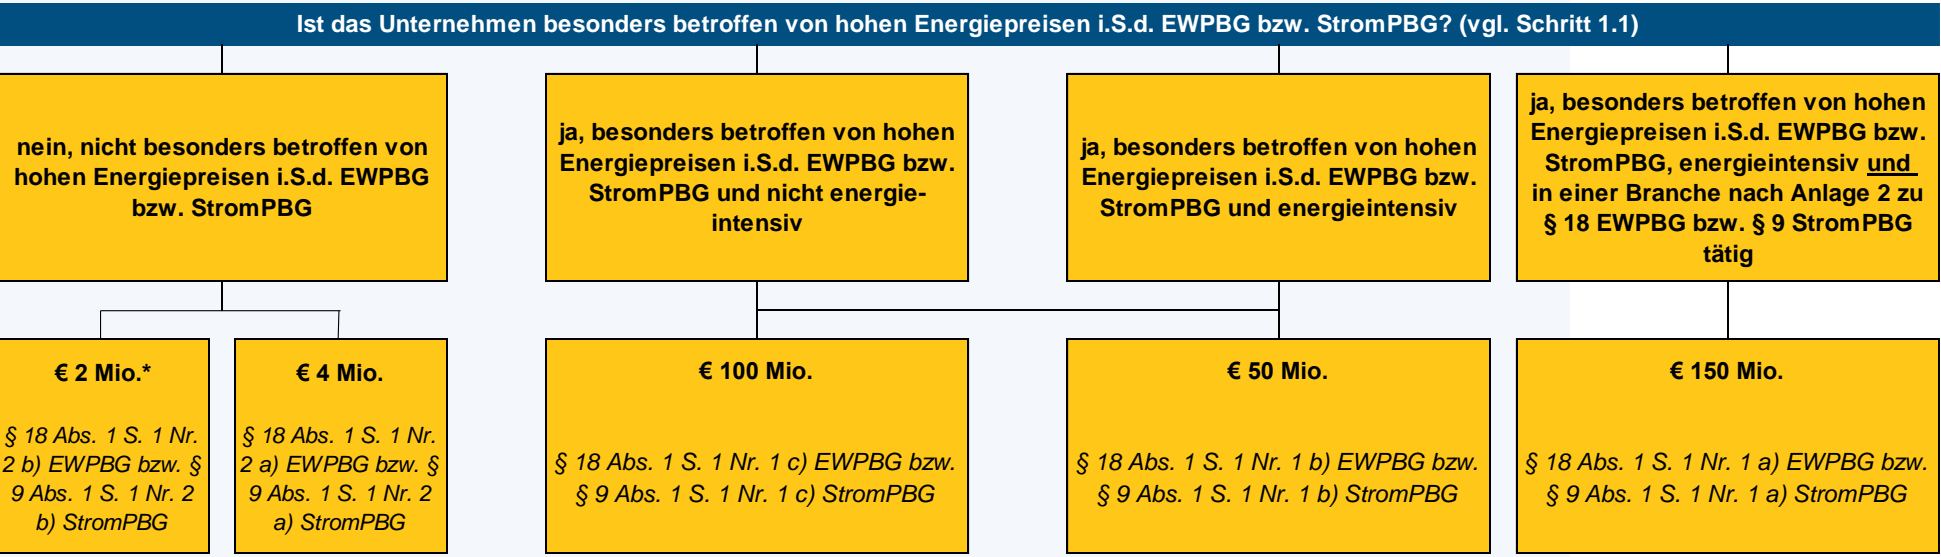 Ist das Unternehmen besonders betroffen von hohen Energiepreisen i.S.d. EWPBG bzw. StromPBG? (vgl. Schritt 1.1)
nein, nicht besonders betroffen von
hohen Energiepreisen i.S.d. EWPBG
bzw. StromPBG
ja, besonders betroffen von hohen
Energiepreisen i.S.d. EWPBG bzw.
StromPBG und nicht energie-
intensiv
ja, besonders betroffen von hohen
Energiepreisen i.S.d. EWPBG bzw.
StromPBG und energieintensiv
ja, besonders betroffen von hohen
Energiepreisen i.S.d. EWPBG bzw.
StromPBG, energieintensiv und
in einer Branche nach Anlage 2 zu
§ 18 EWPBG bzw. § 9 StromPBG
tätig
€ 2 Mio.*
§ 18 Abs. 1 S. 1 Nr.
2 b) EWPBG bzw. §
9 Abs. 1 S. 1 Nr. 2
b) StromPBG
€ 4 Mio.
§ 18 Abs. 1 S. 1 Nr.
2 a) EWPBG bzw. §
9 Abs. 1 S. 1 Nr. 2
a) StromPBG
€ 100 Mio.
§ 18 Abs. 1 S. 1 Nr. 1 c) EWPBG bzw.
§ 9 Abs. 1 S. 1 Nr. 1 c) StromPBG
€ 50 Mio.
§ 18 Abs. 1 S. 1 Nr. 1 b) EWPBG bzw.
§ 9 Abs. 1 S. 1 Nr. 1 b) StromPBG
€ 150 Mio.
§ 18 Abs. 1 S. 1 Nr. 1 a) EWPBG bzw.
§ 9 Abs. 1 S. 1 Nr. 1 a) StromPBG